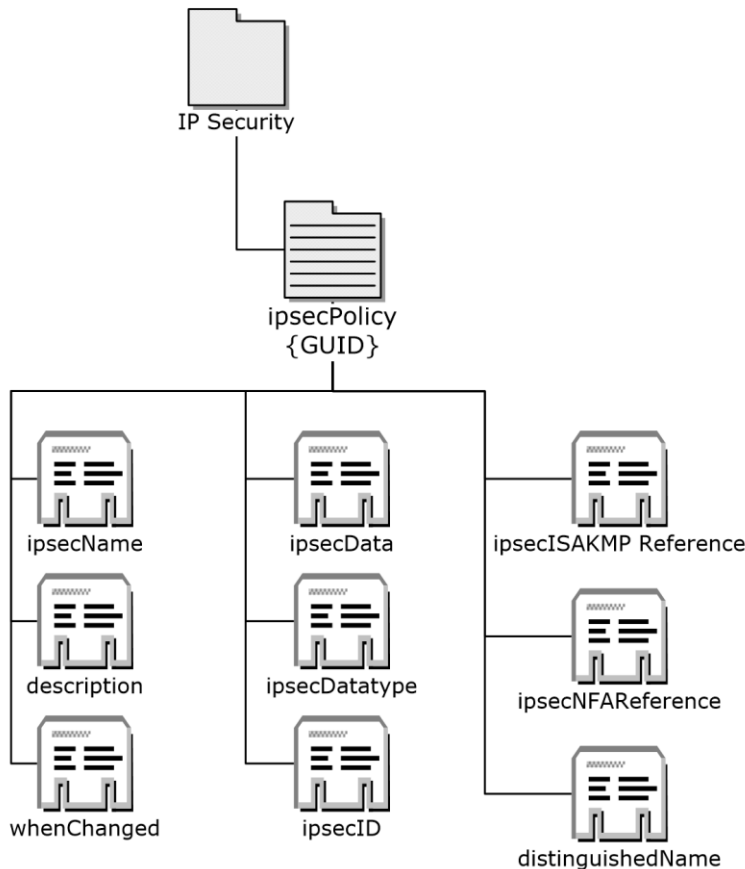 IP Security
ipsecPolicy
{GUID}
ipsecName
ipsecData
ipsecISAKMP Reference
description
ipsecDatatype
ipsecNFAReference
whenChanged
ipsecID
distinguishedName